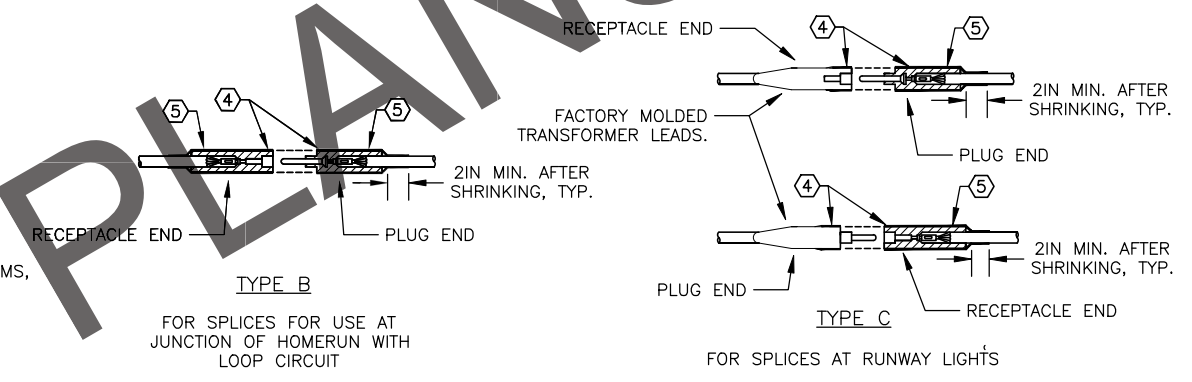 PLANS
RECEPTACLE END
4
5
2IN MIN. AFTER
SHRINKING, TYP.
FACTORY MOLDED
TRANSFORMER LEADS.
PLUG END
5
4
5
2IN MIN. AFTER
SHRINKING, TYP.
RECEPTACLE END
PLUG END
4
5
2IN MIN. AFTER
SHRINKING, TYP.
PLUG END
RECEPTACLE END
MS,
TYPE B
FOR SPLICES FOR USE AT
JUNCTION OF HOMERUN WITH
LOOP CIRCUIT
TYPE C
FOR SPLICES AT RUNWAY LIGHTS